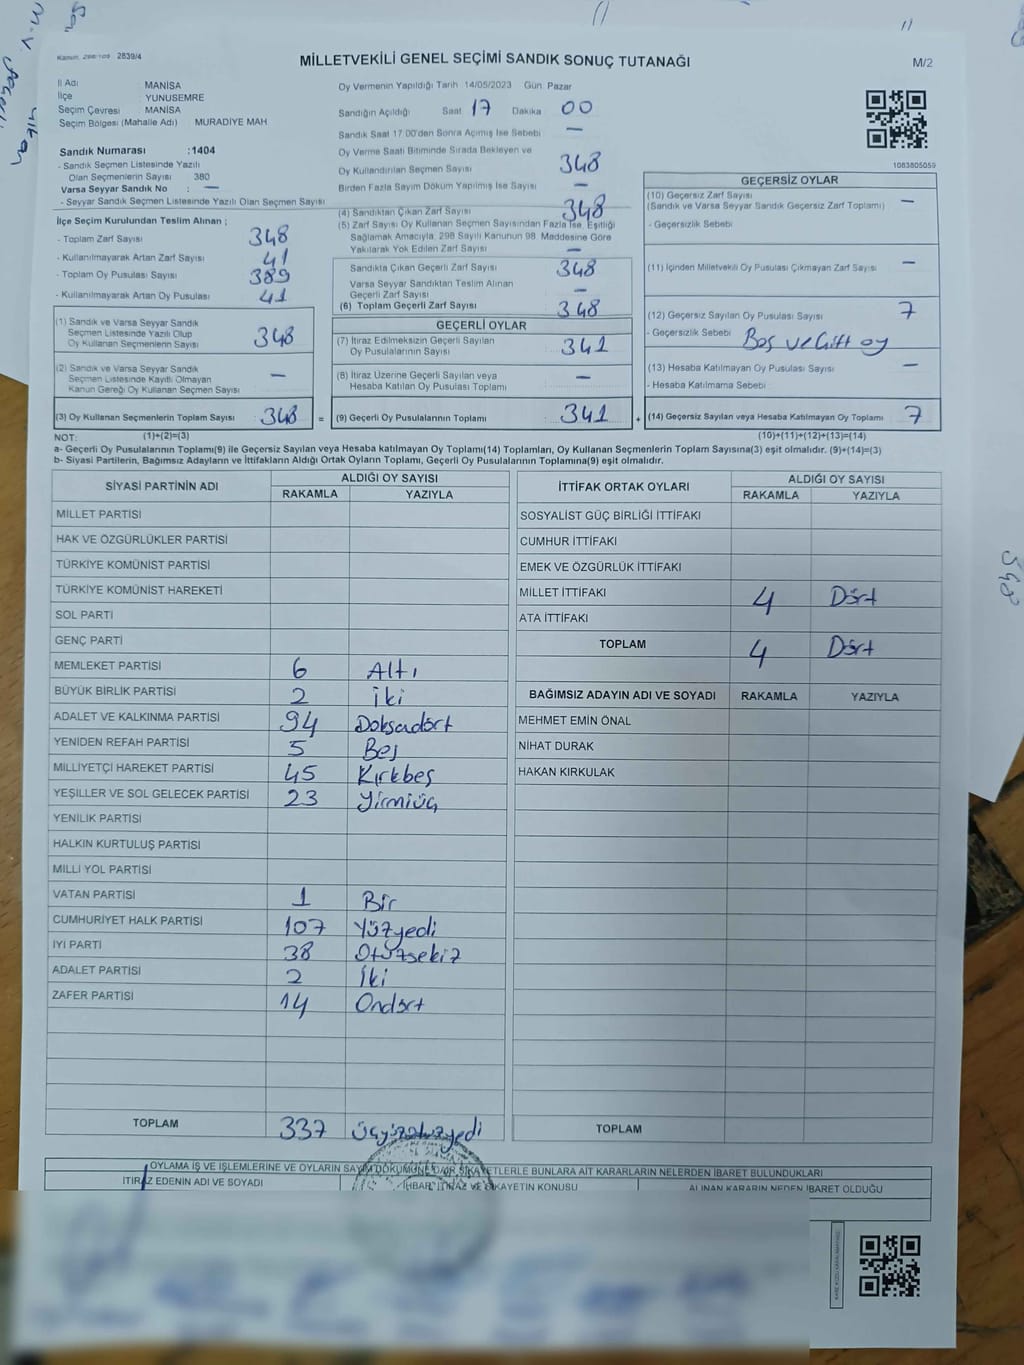 Kanun: 298/105 2839/4
MİLLETVEKİLİ GENEL SEÇİMİ SANDIK SONUÇ TUTANAĞI
M/2
İl Adı MANİSA
İlçe YUNUSEMRE
Seçim Çevresi MANİSA
Seçim Bölgesi (Mahalle Adı) MURADİYE MAH
Sandık Numarası :1404
- Sandık Seçmen Listesinde Yazılı
Olan Seçmenlerin Sayısı 380
Varsa Seyyar Sandık No : —
- Seyyar Sandık Seçmen Listesinde Yazılı Olan Seçmen Sayısı
İlçe Seçim Kurulundan Teslim Alınan ;
- Toplam Zarf Sayısı 348
- Kullanılmayarak Artan Zarf Sayısı 41
- Toplam Oy Pusulası Sayısı 389
- Kullanılmayarak Artan Oy Pusulası 41
Oy Vermenin Yapıldığı Tarih 14/05/2023 Gün. Pazar
Sandığın Açıldığı Saat 17 Dakika 00
Sandık Saat 17.00'den Sonra Açımış İse Sebebi —
Oy Verme Saati Bitiminde Sırada Bekleyen ve
Oy Kullandırılan Seçmen Sayısı 348
Birden Fazla Sayım Döküm Yapılmış İse Sayısı —
(4) Sandıktan Çıkan Zarf Sayısı 348
(5) Zarf Sayısı Oy Kullanan Seçmen Sayısından Fazla İse, Eşitliği
Sağlamak Amacıyla, 298 Sayılı Kanunun 98. Maddesine Göre
Yakılarak Yok Edilen Zarf Sayısı —
Sandıkta Çıkan Geçerli Zarf Sayısı 348
Varsa Seyyar Sandıktan Teslim Alınan
Geçerli Zarf Sayısı —
(6) Toplam Geçerli Zarf Sayısı 348
1083805059
GEÇERSİZ OYLAR
(10) Geçersiz Zarf Sayısı
(Sandık ve Varsa Seyyar Sandık Geçersiz Zarf Toplamı) —
- Geçersizlik Sebebi
(11) İçinden Milletvekili Oy Pusulası Çıkmayan Zarf Sayısı —
(12) Geçersiz Sayılan Oy Pusulası Sayısı 7
- Geçersizlik Sebebi Boş ve Çift oy
(13) Hesaba Katılmayan Oy Pusulası Sayısı —
- Hesaba Katılmama Sebebi
(14) Geçersiz Sayılan veya Hesaba Katılmayan Oy Toplamı 7
(1) Sandık ve Varsa Seyyar Sandık
Seçmen Listesinde Yazılı Olup
Oy Kullanan Seçmenlerin Sayısı 348
(2) Sandık ve Varsa Seyyar Sandık
Seçmen Listesinde Kayıtlı Olmayan
Kanun Gereği Oy Kullanan Seçmen Sayısı —
(3) Oy Kullanan Seçmenlerin Toplam Sayısı 348 =
GEÇERLİ OYLAR
(7) İtiraz Edilmeksizin Geçerli Sayılan
Oy Pusulalarının Sayısı 341
(8) İtiraz Üzerine Geçerli Sayılan veya
Hesaba Katılan Oy Pusulası Toplamı —
(9) Geçerli Oy Pusulalarının Toplamı 341 +
NOT: (1)+(2)=(3)
(10)+(11)+(12)+(13)=(14)
a- Geçerli Oy Pusulalarının Toplamı(9) ile Geçersiz Sayılan veya Hesaba katılmayan Oy Toplamı(14) Toplamları, Oy Kullanan Seçmenlerin Toplam Sayısına(3) eşit olmalıdır. (9)+(14)=(3)
b- Siyasi Partilerin, Bağımsız Adayların ve İttifakların Aldığı Ortak Oyların Toplamı, Geçerli Oy Pusulalarının Toplamına(9) eşit olmalıdır.
SİYASİ PARTİNİN ADI ALDIĞI OY SAYISI
RAKAMLA YAZIYLA
MİLLET PARTİSİ
HAK VE ÖZGÜRLÜKLER PARTİSİ
TÜRKİYE KOMÜNİST PARTİSİ
TÜRKİYE KOMÜNİST HAREKETİ
SOL PARTİ
GENÇ PARTİ
MEMLEKET PARTİSİ 6 Altı
BÜYÜK BİRLİK PARTİSİ 2 İki
ADALET VE KALKINMA PARTİSİ 94 Doksadört
YENİDEN REFAH PARTİSİ 5 Beş
MİLLİYETÇİ HAREKET PARTİSİ 45 Kırkbeş
YEŞİLLER VE SOL GELECEK PARTİSİ 23 Yirmiüç
YENİLİK PARTİSİ
HALKIN KURTULUŞ PARTİSİ
MİLLİ YOL PARTİSİ
VATAN PARTİSİ 1 Bir
CUMHURİYET HALK PARTİSİ 107 Yüzyedi
İYİ PARTİ 38 Otuzsekiz
ADALET PARTİSİ 2 İki
ZAFER PARTİSİ 14 Ondört
TOPLAM 337 Üçyüzotuzyedi
İTTİFAK ORTAK OYLARI ALDIĞI OY SAYISI
RAKAMLA YAZIYLA
SOSYALİST GÜÇ BİRLİĞİ İTTİFAKI
CUMHUR İTTİFAKI
EMEK VE ÖZGÜRLÜK İTTİFAKI
MİLLET İTTİFAKI 4 Dört
ATA İTTİFAKI
TOPLAM 4 Dört
BAĞIMSIZ ADAYIN ADI VE SOYADI RAKAMLA YAZIYLA
MEHMET EMİN ÖNAL
NİHAT DURAK
HAKAN KIRKULAK
TOPLAM
OYLAMA İŞ VE İŞLEMLERİNE VE OYLARIN SAYIM DÖKÜMÜNE DAİR ŞİKAYETLERLE BUNLARA AİT KARARLARIN NELERDEN İBARET BULUNDUKLARI
İTİRAZ EDENİN ADI VE SOYADI
İHBAR, İTİRAZ VE ŞİKAYETİN KONUSU
ALINAN KARARIN NEDEN İBARET OLDUĞU
548